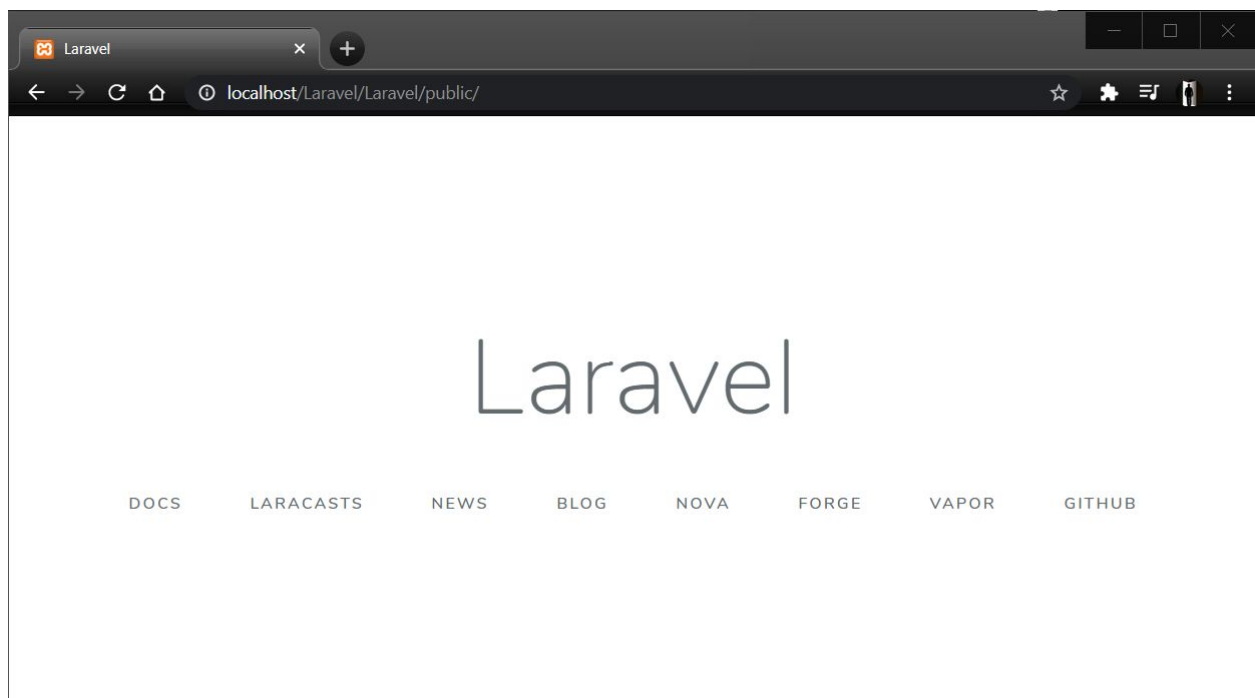 Laravel
localhost/Laravel/Laravel/public/
Laravel
DOCS LARACASTS NEWS BLOG NOVA FORGE VAPOR GITHUB